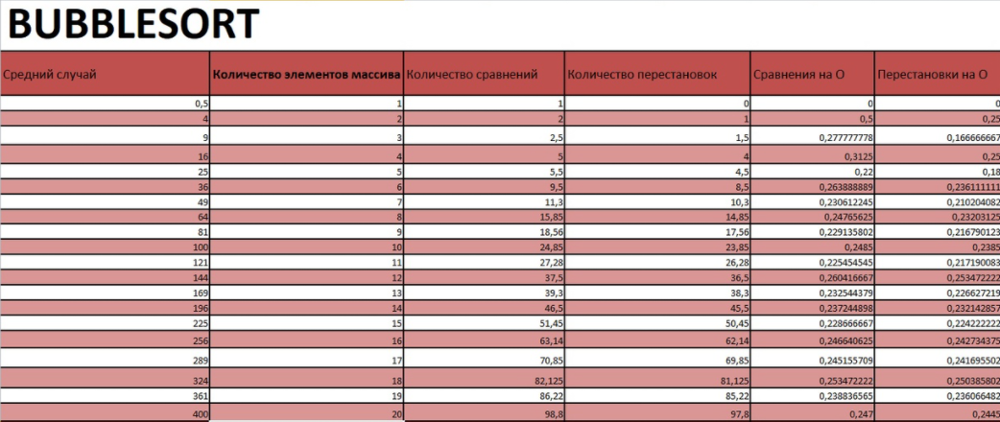 BUBBLESORT
Средний случай Количество элементов массива Количество сравнений Количество перестановок Сравнения на О Перестановки на О
0,5 1 1 0 0 0
4 2 2 1 0,5 0,25
9 3 2,5 1,5 0,277777778 0,166666667
16 4 5 4 0,3125 0,25
25 5 5,5 4,5 0,22 0,18
36 6 9,5 8,5 0,263888889 0,236111111
49 7 11,3 10,3 0,230612245 0,210204082
64 8 15,85 14,85 0,24765625 0,23203125
81 9 18,56 17,56 0,229135802 0,216790123
100 10 24,85 23,85 0,2485 0,2385
121 11 27,28 26,28 0,225454545 0,217190083
144 12 37,5 36,5 0,260416667 0,253472222
169 13 39,3 38,3 0,232544379 0,226627219
196 14 46,5 45,5 0,237244898 0,232142857
225 15 51,45 50,45 0,228666667 0,224222222
256 16 63,14 62,14 0,246640625 0,242734375
289 17 70,85 69,85 0,245155709 0,241695502
324 18 82,125 81,125 0,253472222 0,250385802
361 19 86,22 85,22 0,238836565 0,236066482
400 20 98,8 97,8 0,247 0,2445